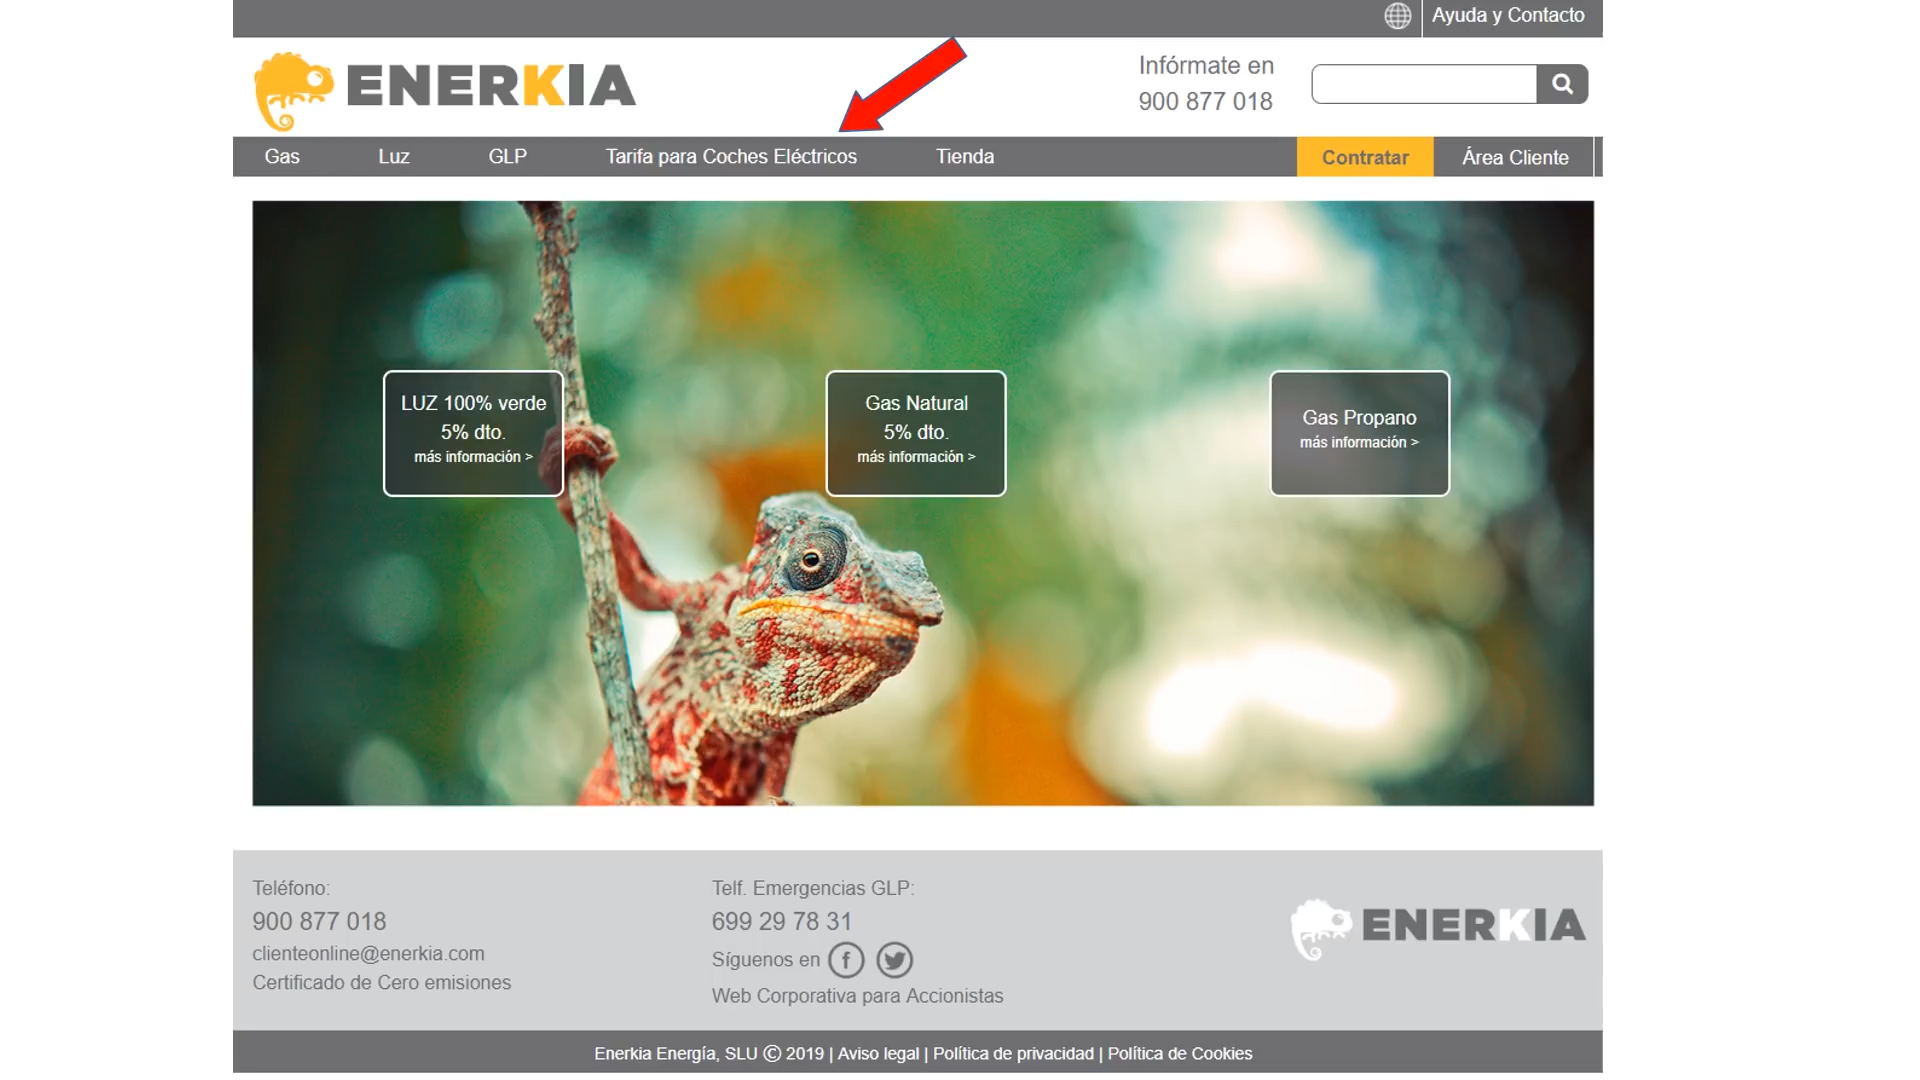 Ayuda y Contacto
ENERKIA
Infórmate en
900 877 018
Gas
Luz
GLP
Tarifa para Coches Eléctricos
Tienda
Contratar
Área Cliente
LUZ 100% verde
5% dto.
más información >
Gas Natural
5% dto.
más información >
Gas Propano
más información >
Teléfono:
900 877 018
clienteonline@enerkia.com
Certificado de Cero emisiones
Telf. Emergencias GLP:
699 29 78 31
Síguenos en
Web Corporativa para Accionistas
ENERKIA
Enerkia Energía, SLU © 2019 | Aviso legal | Política de privacidad | Política de Cookies